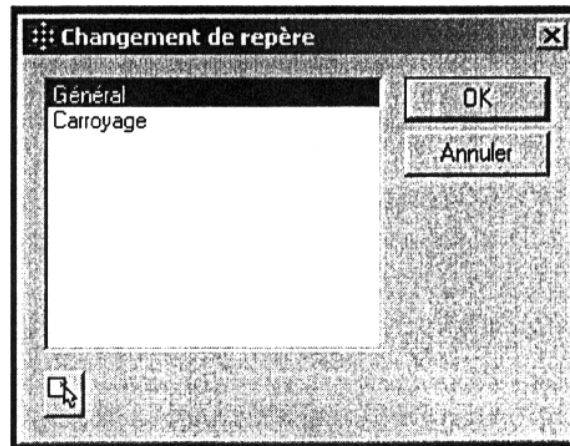 Changement de repère
Général
Carroyage
OK
Annuler